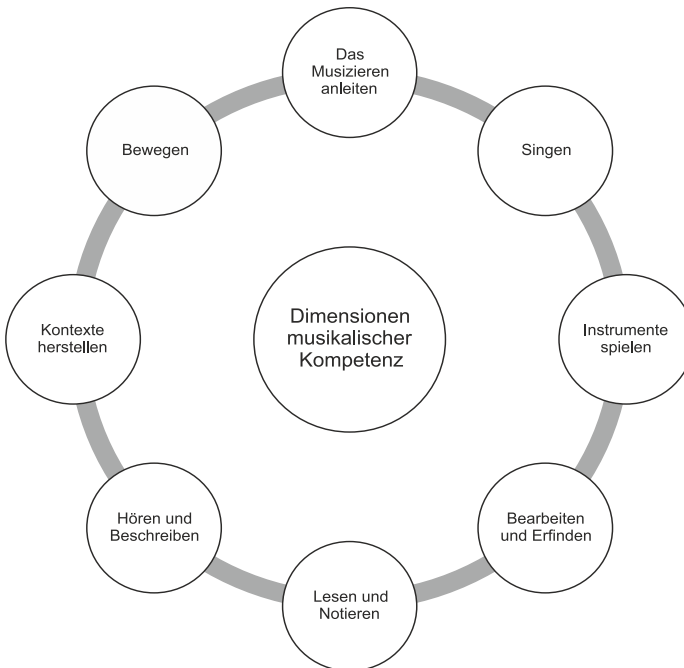 Das
Musizieren
anleiten
Bewegen
Singen
Kontexte
herstellen
Dimensionen
musikalischer
Kompetenz
Instrumente
spielen
Hören und
Beschreiben
Bearbeiten
und Erfinden
Lesen und
Notieren